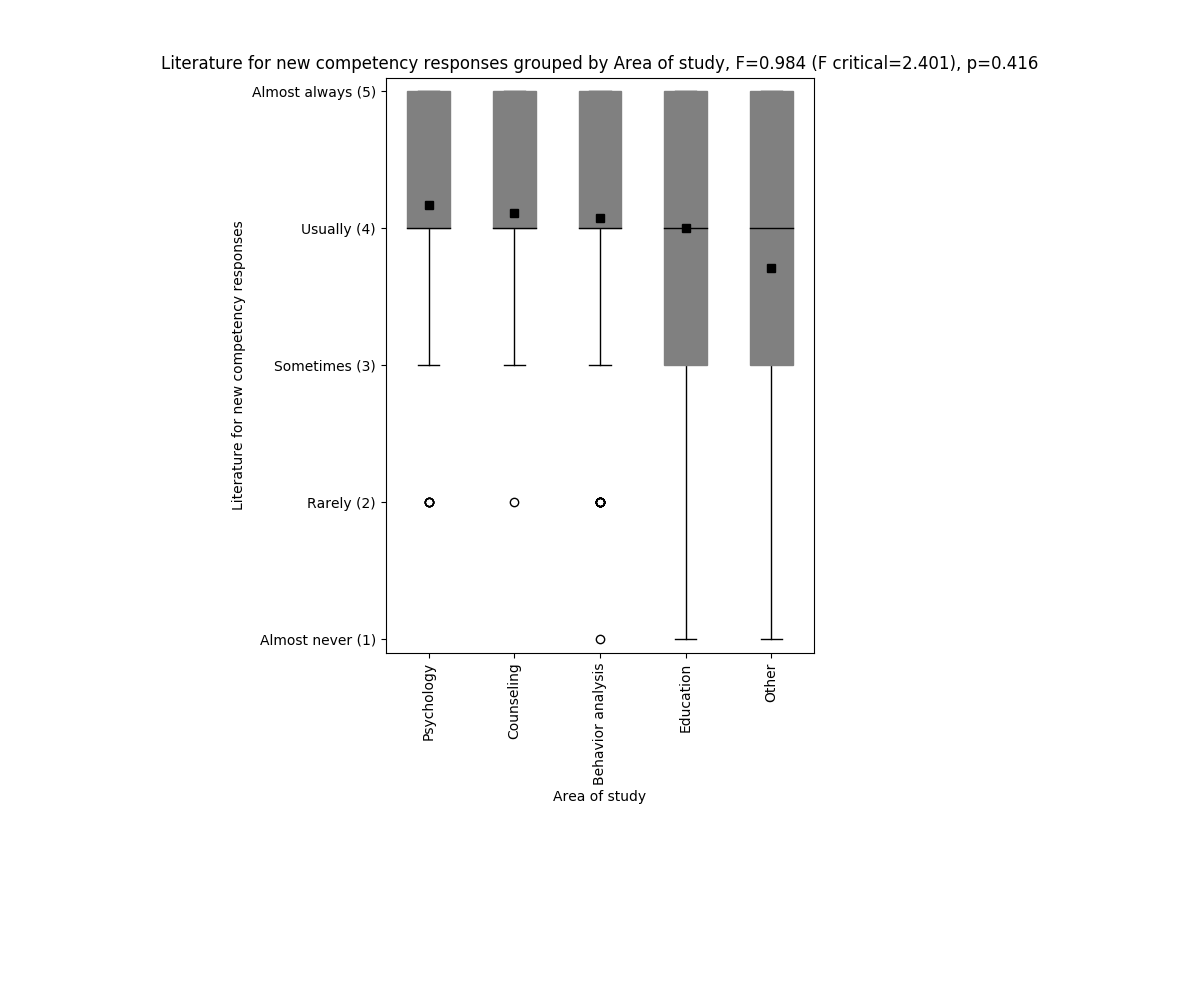 Literature for new competency responses grouped by Area of study, F=0.984 (F critical=2.401), p=0.416
Literature for new competency responses
Almost always (5)
Usually (4)
Sometimes (3)
Rarely (2)
Almost never (1)
Psychology
Counseling
Behavior analysis
Education
Other
Area of study